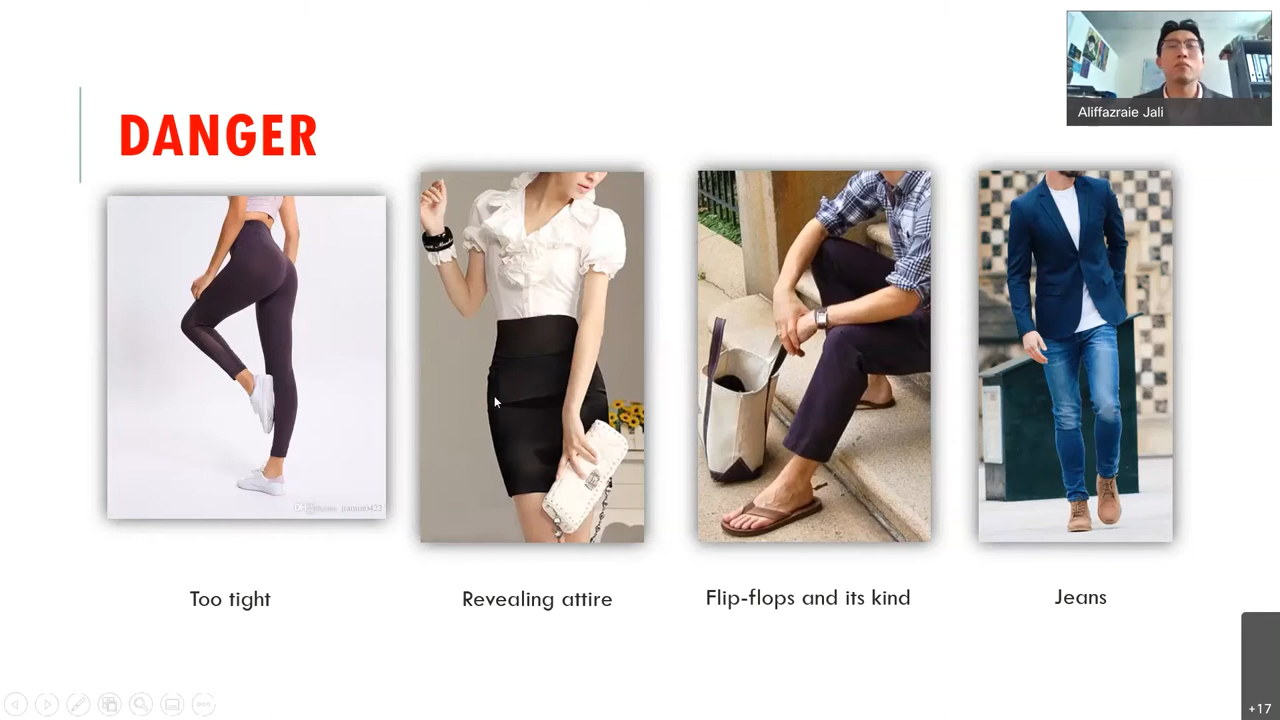 DANGER
Aliffazraie Jali
Too tight
Revealing attire
Flip-flops and its kind
Jeans
+17